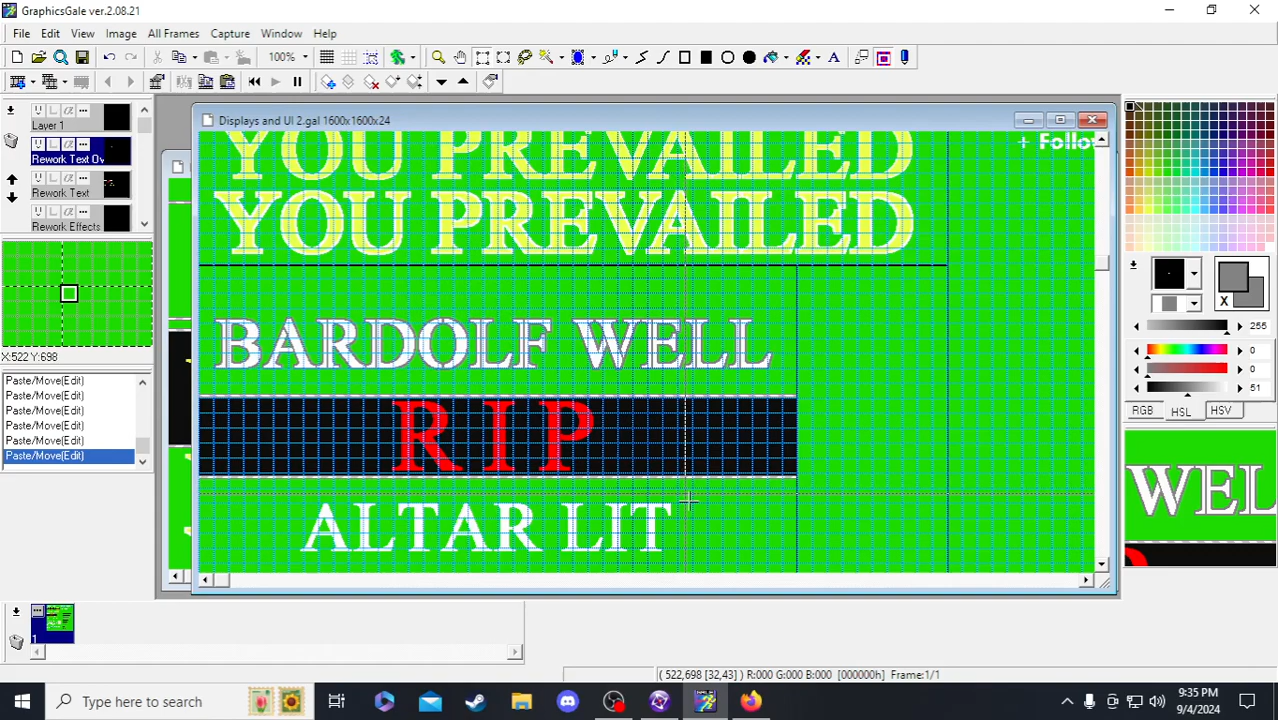 GraphicsGale ver.2.08.21
File Edit View Image All Frames Capture Window Help
100%
Layer 1
Rework Text Ov
Rework Text
Rework Effects
X:522 Y:698
Paste/Move(Edit)
Paste/Move(Edit)
Paste/Move(Edit)
Paste/Move(Edit)
Paste/Move(Edit)
Paste/Move(Edit)
Displays and UI 2.gal 1600x1600x24
+ Follow
YOU PREVAILED
YOU PREVAILED
BARDOLF WELL
R I P
ALTAR LIT
X
255
0
0
51
RGB HSL HSV
WEL
1
( 522,698 [32,43] ) R:000 G:000 B:000 [000000h] Frame:1/1
Type here to search
9:35 PM
9/4/2024